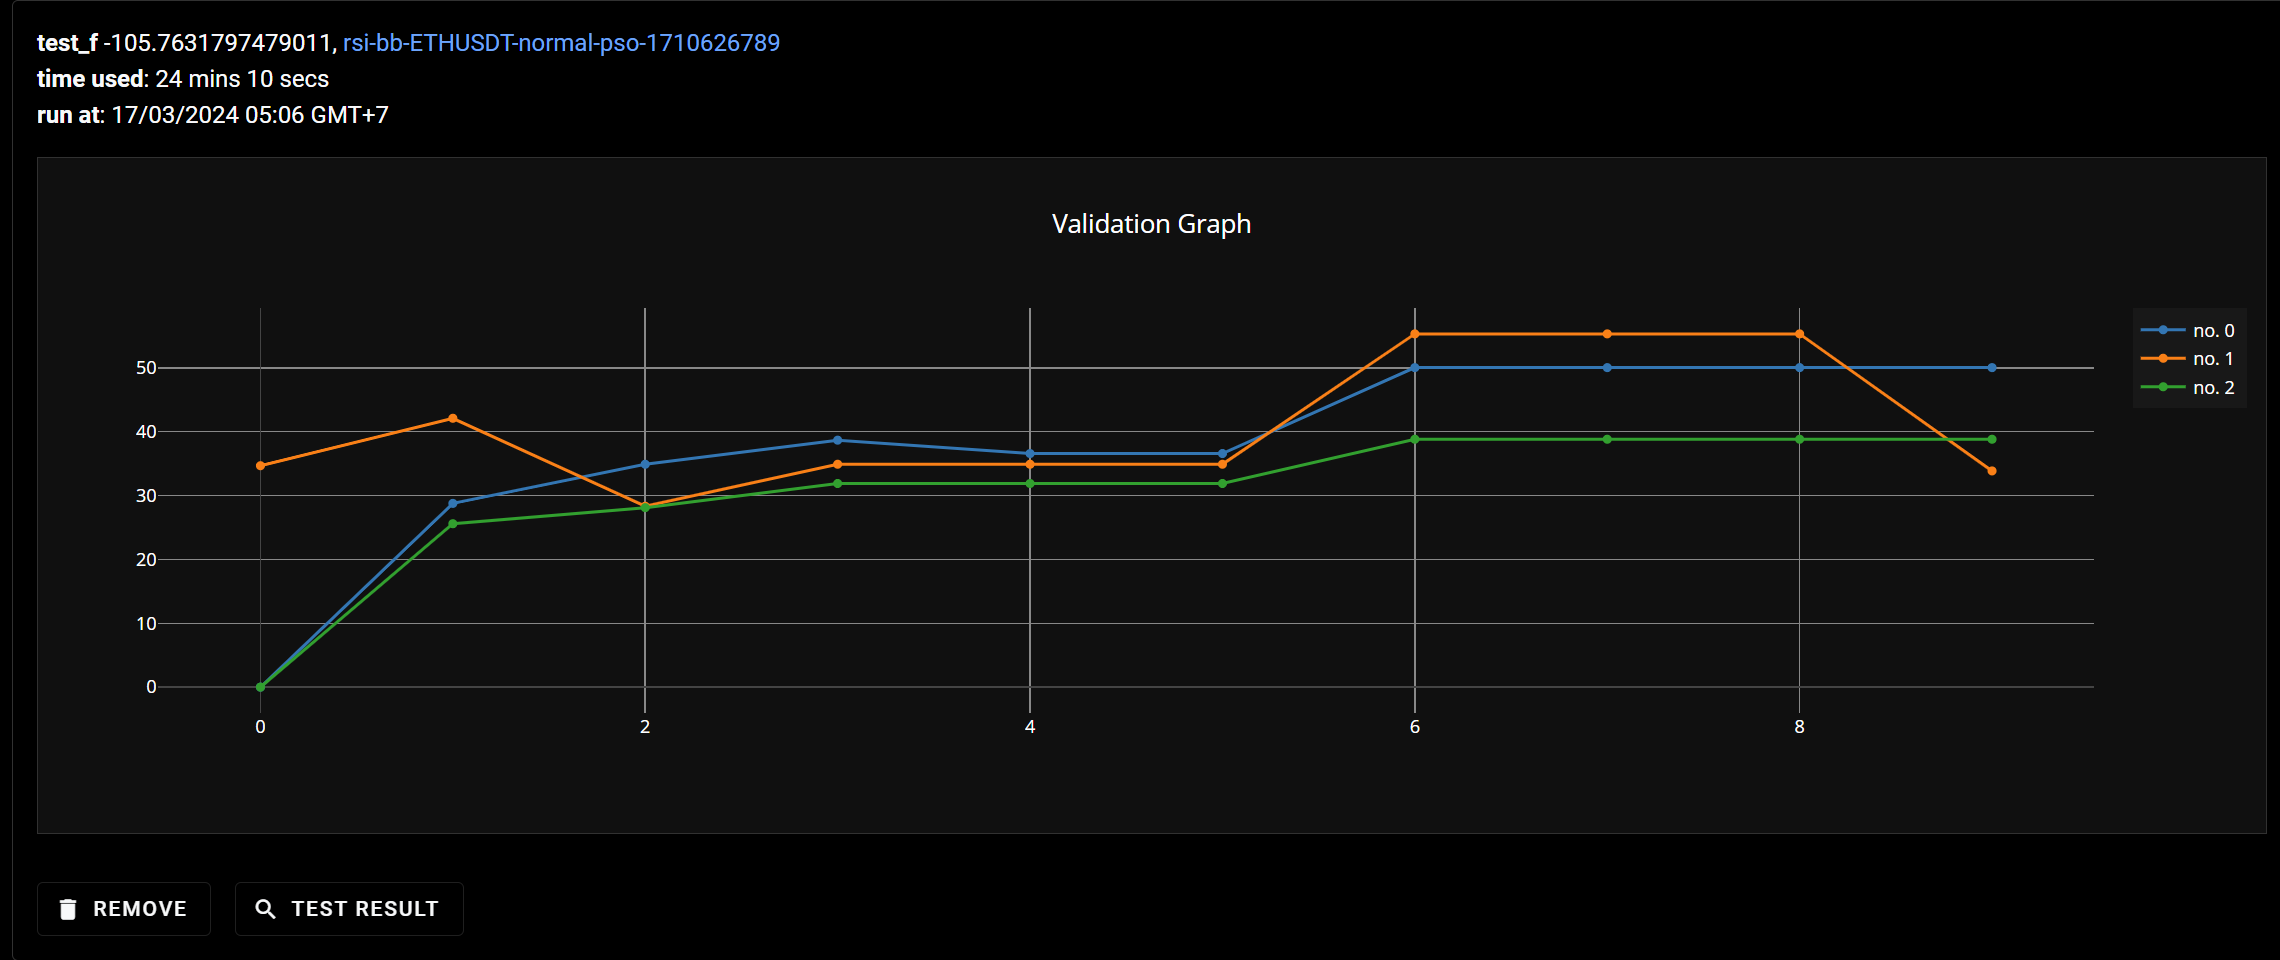 test_f -105.7631797479011, rsi-bb-ETHUSDT-normal-pso-1710626789
time used: 24 mins 10 secs
run at: 17/03/2024 05:06 GMT+7
Validation Graph
50
40
30
20
10
0
0
2
4
6
8
no. 0
no. 1
no. 2
REMOVE
TEST RESULT